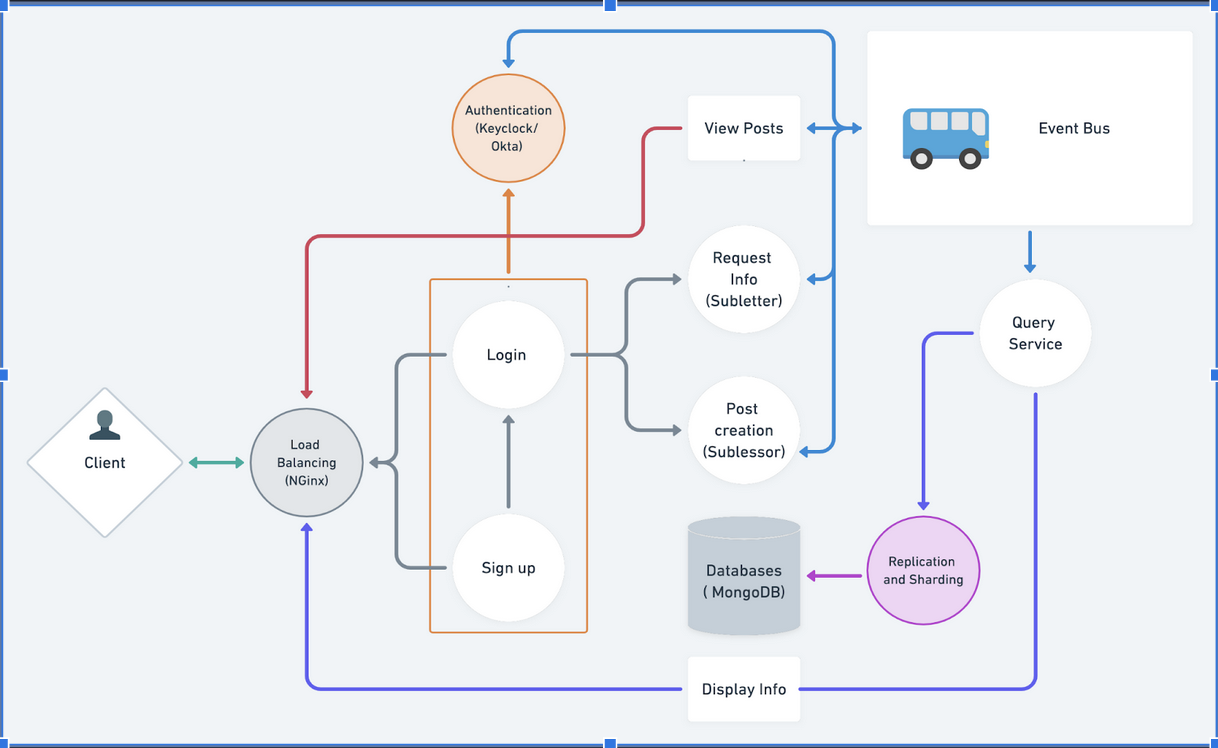 Authentication
(Keyclock/
Okta)
View Posts
Event Bus
Request
Info
(Subletter)
Query
Service
Login
Post
creation
(Sublessor)
Client
Load
Balancing
(NGinx)
Sign up
Databases
( MongoDB)
Replication
and Sharding
Display Info